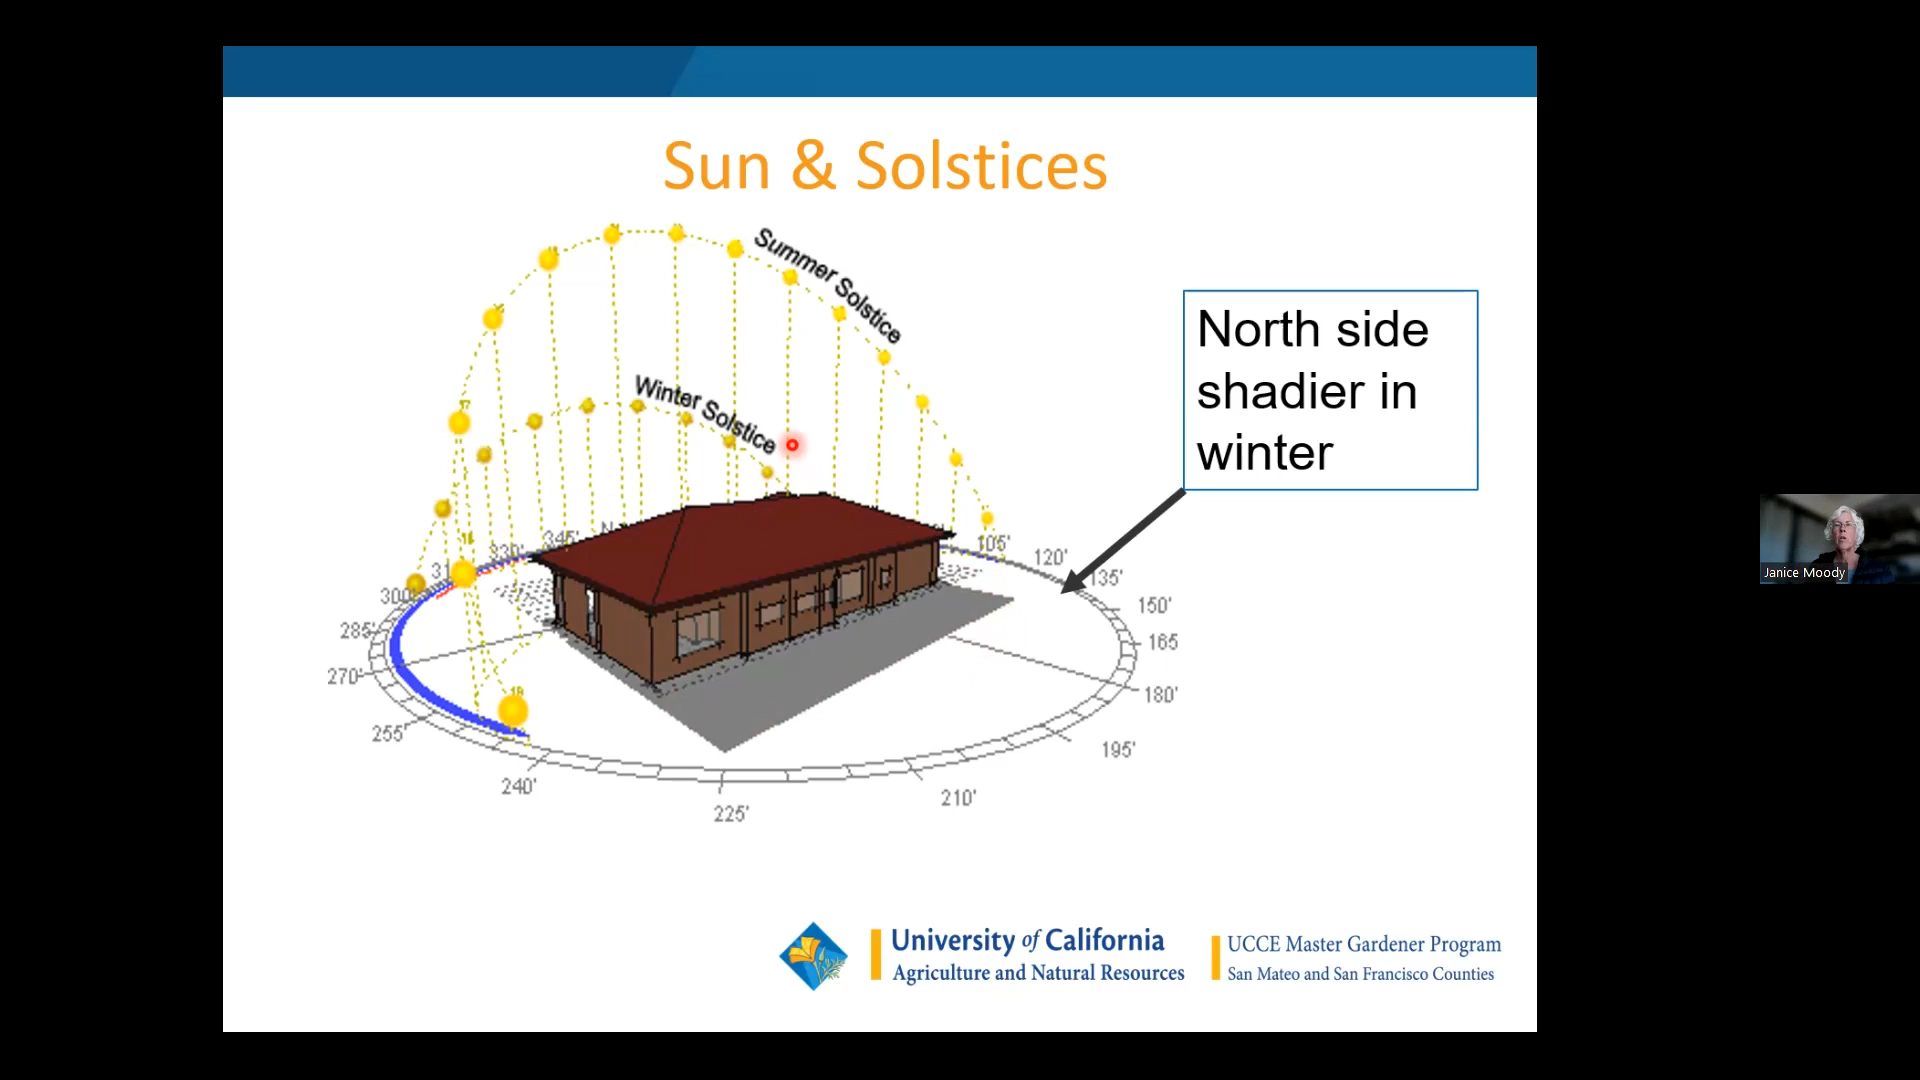 Sun & Solstices
Summer Solstice
Winter Solstice
North side
shadier in
winter
N
345'
330'
300'
285'
270'
255'
240'
225'
210'
195'
180'
165
150'
135'
120'
105'
19
Janice Moody
University of California
Agriculture and Natural Resources
UCCE Master Gardener Program
San Mateo and San Francisco Counties